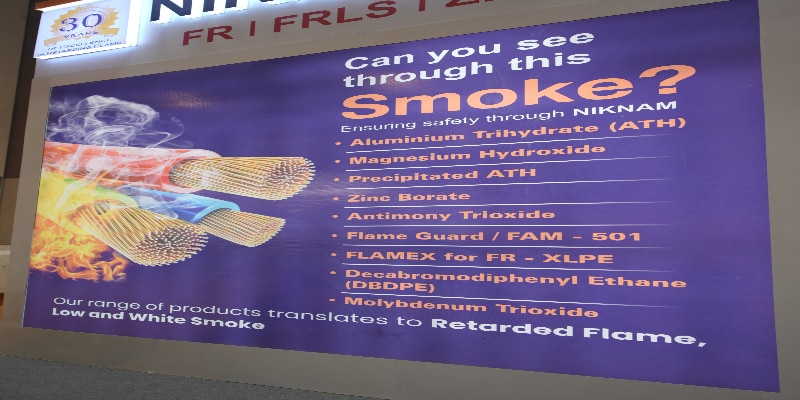 30
YEARS
FR | FRLS |
Can you see
through this
Smoke?
Ensuring safety through NIKNAM
• Aluminium Trihydrate (ATH)
• Magnesium Hydroxide
• Precipitated ATH
• Zinc Borate
• Antimony Trioxide
• Flame Guard / FAM - 501
• FLAMEX for FR - XLPE
• Decabromodiphenyl Ethane
(DBDPE)
• Molybdenum Trioxide
Our range of products translates to Retarded Flame,
Low and White Smoke